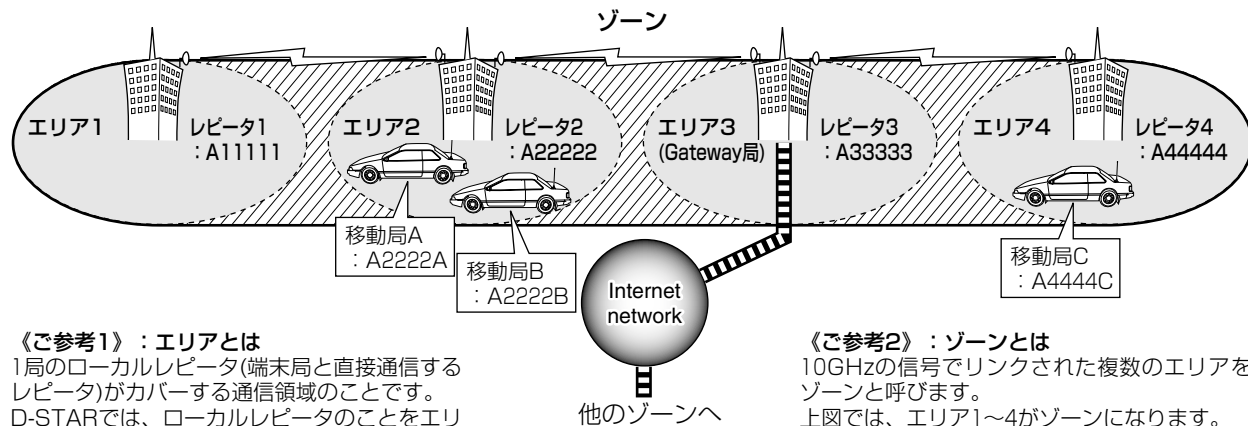 ゾーン
エリア1
レピータ1
：A11111
エリア2
レピータ2
：A22222
エリア3
(Gateway局)
レピータ3
：A33333
エリア4
レピータ4
：A44444
移動局A
：A2222A
移動局B
：A2222B
移動局C
：A4444C
Internet
network
他のゾーンへ
《ご参考1》：エリアとは
1局のローカルレピータ(端末局と直接通信する
レピータ)がカバーする通信領域のことです。
D-STARでは、ローカルレピータのことをエリ
《ご参考2》：ゾーンとは
10GHzの信号でリンクされた複数のエリアを
ゾーンと呼びます。
上図では、エリア1～4がゾーンになります。